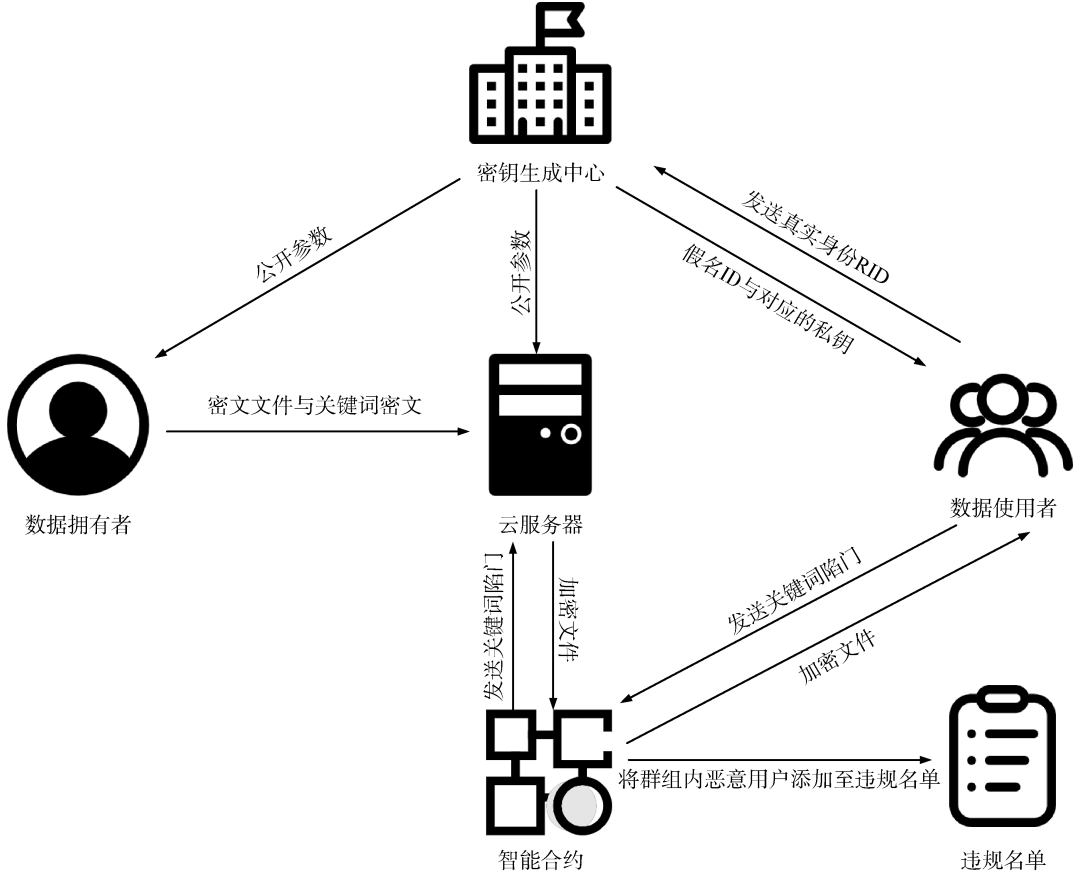 密钥生成中心
公开参数
公开参数
发送真实身份RID
假名ID与对应的私钥
密文文件与关键词密文
数据拥有者
云服务器
数据使用者
发送关键词陷门
加密文件
发送关键词陷门
加密文件
将群组内恶意用户添加至违规名单
智能合约
违规名单